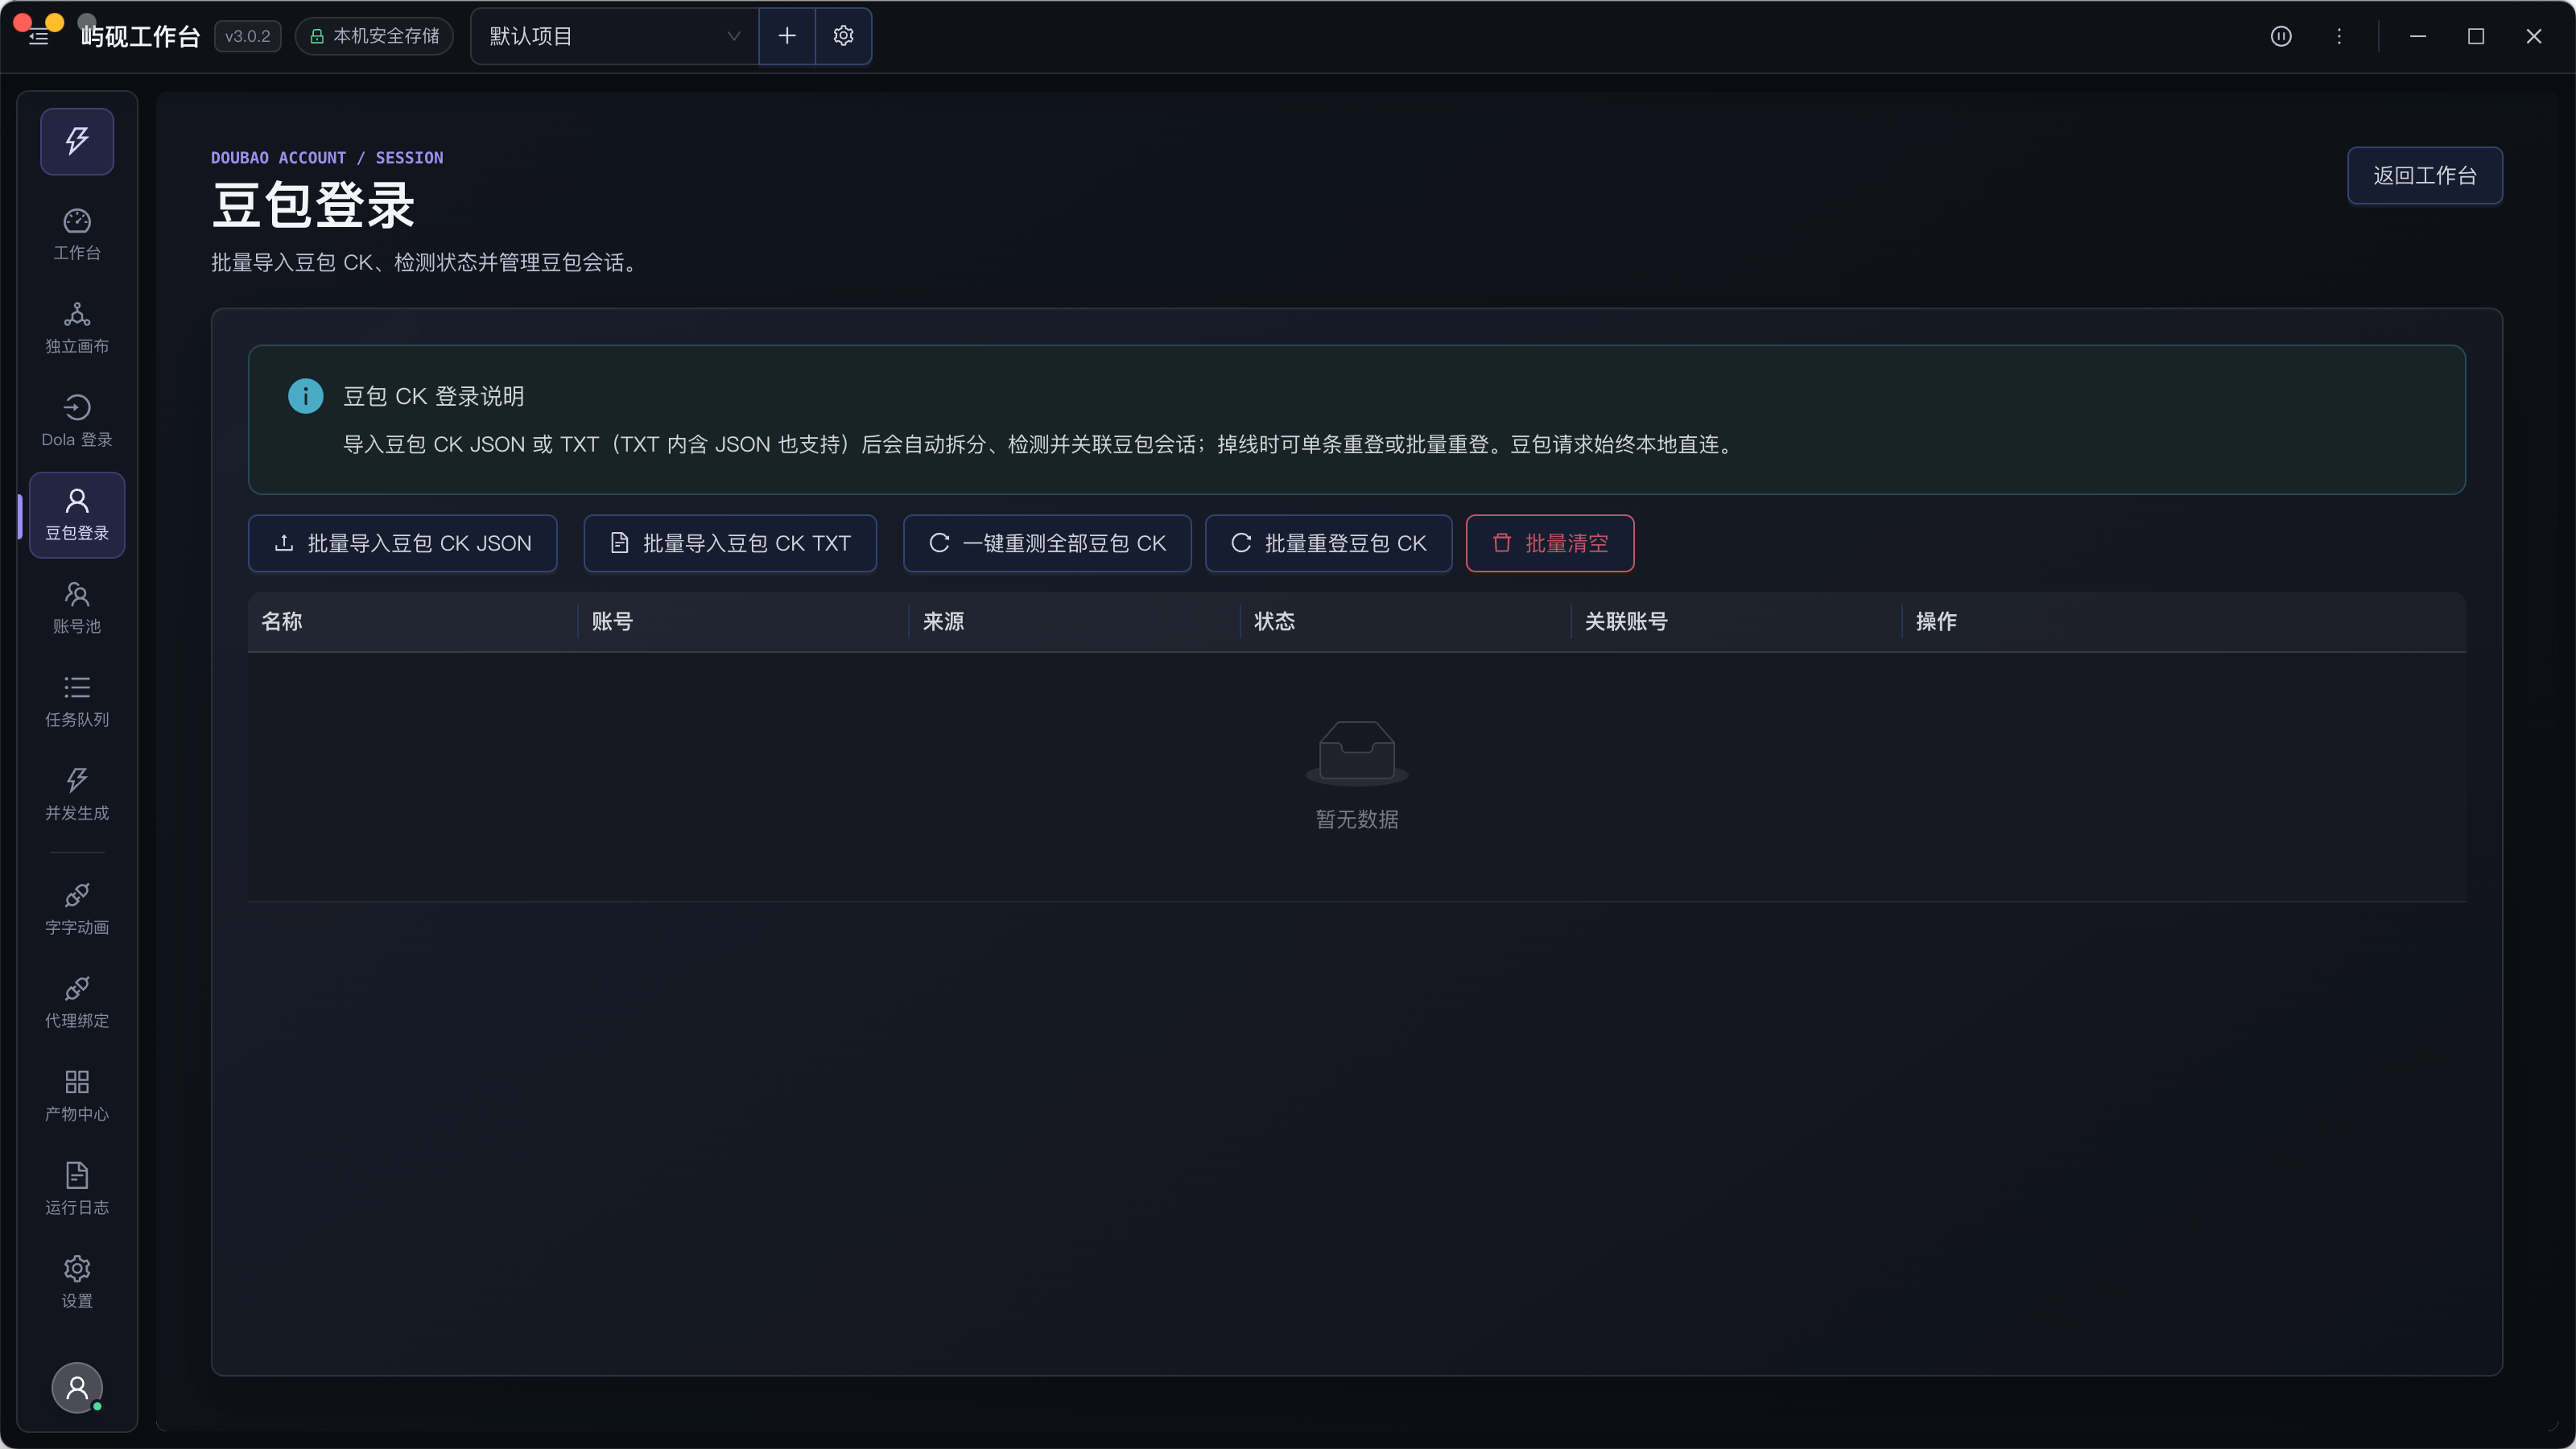 屿砚工作台 v3.0.2 本机安全存储 默认项目
DOUBAO ACCOUNT / SESSION
豆包登录
批量导入豆包 CK、检测状态并管理豆包会话。
返回工作台
工作台
独立画布
Dola 登录
豆包登录
账号池
任务队列
并发生成
字字动画
代理绑定
产物中心
运行日志
设置
豆包 CK 登录说明
导入豆包 CK JSON 或 TXT（TXT 内含 JSON 也支持）后会自动拆分、检测并关联豆包会话；掉线时可单条重登或批量重登。豆包请求始终本地直连。
批量导入豆包 CK JSON 批量导入豆包 CK TXT 一键重测全部豆包 CK 批量重登豆包 CK 批量清空
名称 账号 来源 状态 关联账号 操作
暂无数据